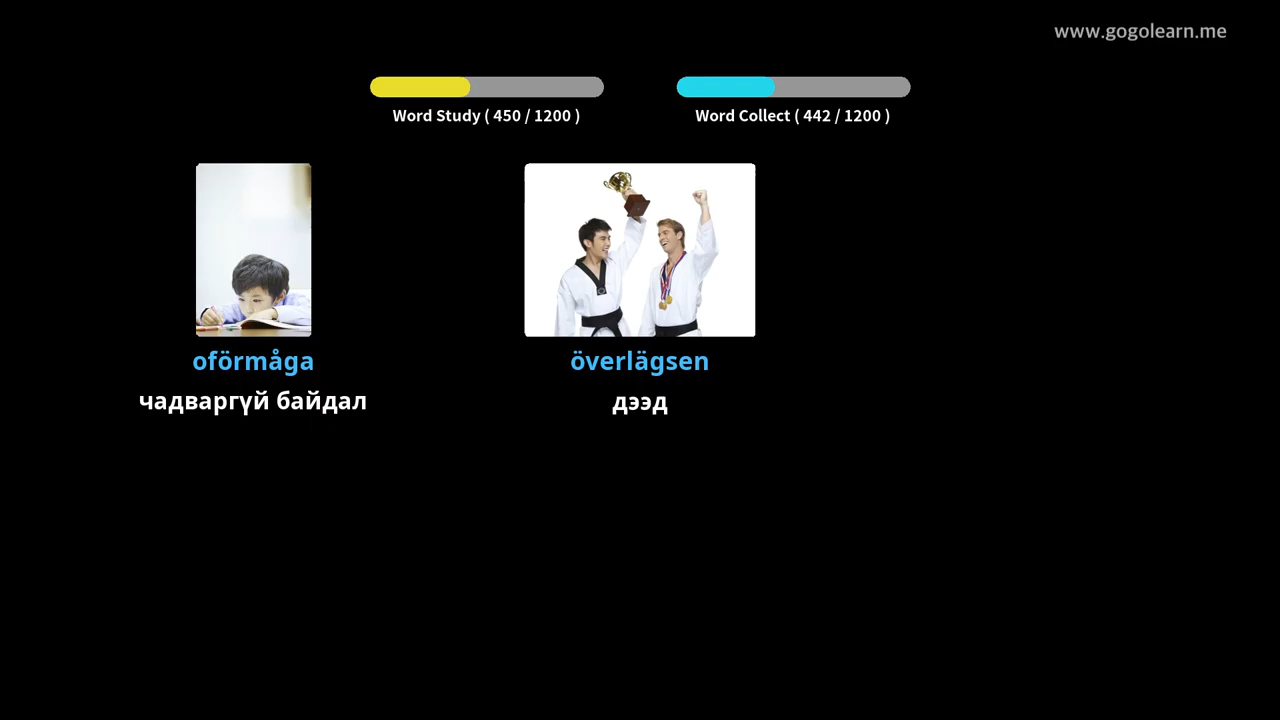 www.gogolearn.me
Word Study ( 450 / 1200 )
Word Collect ( 442 / 1200 )
oförmåga
överlägsen
чадваргүй байдал
дээд